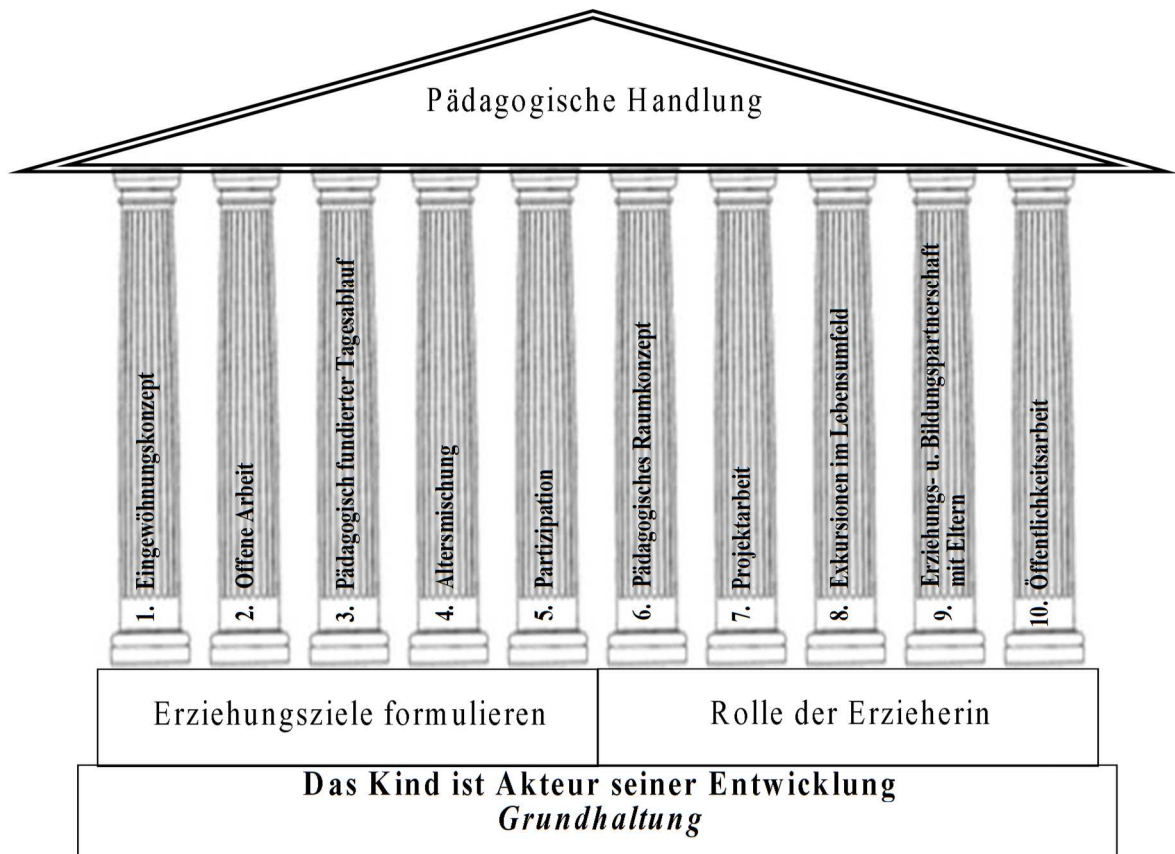 Pädagogische Handlung
1. Eingewöhnungskonzept
2. Offene Arbeit
3. Pädagogisch fundierter Tagesablauf
4. Altersmischung
5. Partizipation
6. Pädagogisches Raumkonzept
7. Projektarbeit
8. Exkursionen im Lebensumfeld
9. Erziehungs- u. Bildungspartnerschaft
mit Eltern
10. Öffentlichkeitsarbeit
Erziehungsziele formulieren
Rolle der Erzieherin
Das Kind ist Akteur seiner Entwicklung
Grundhaltung